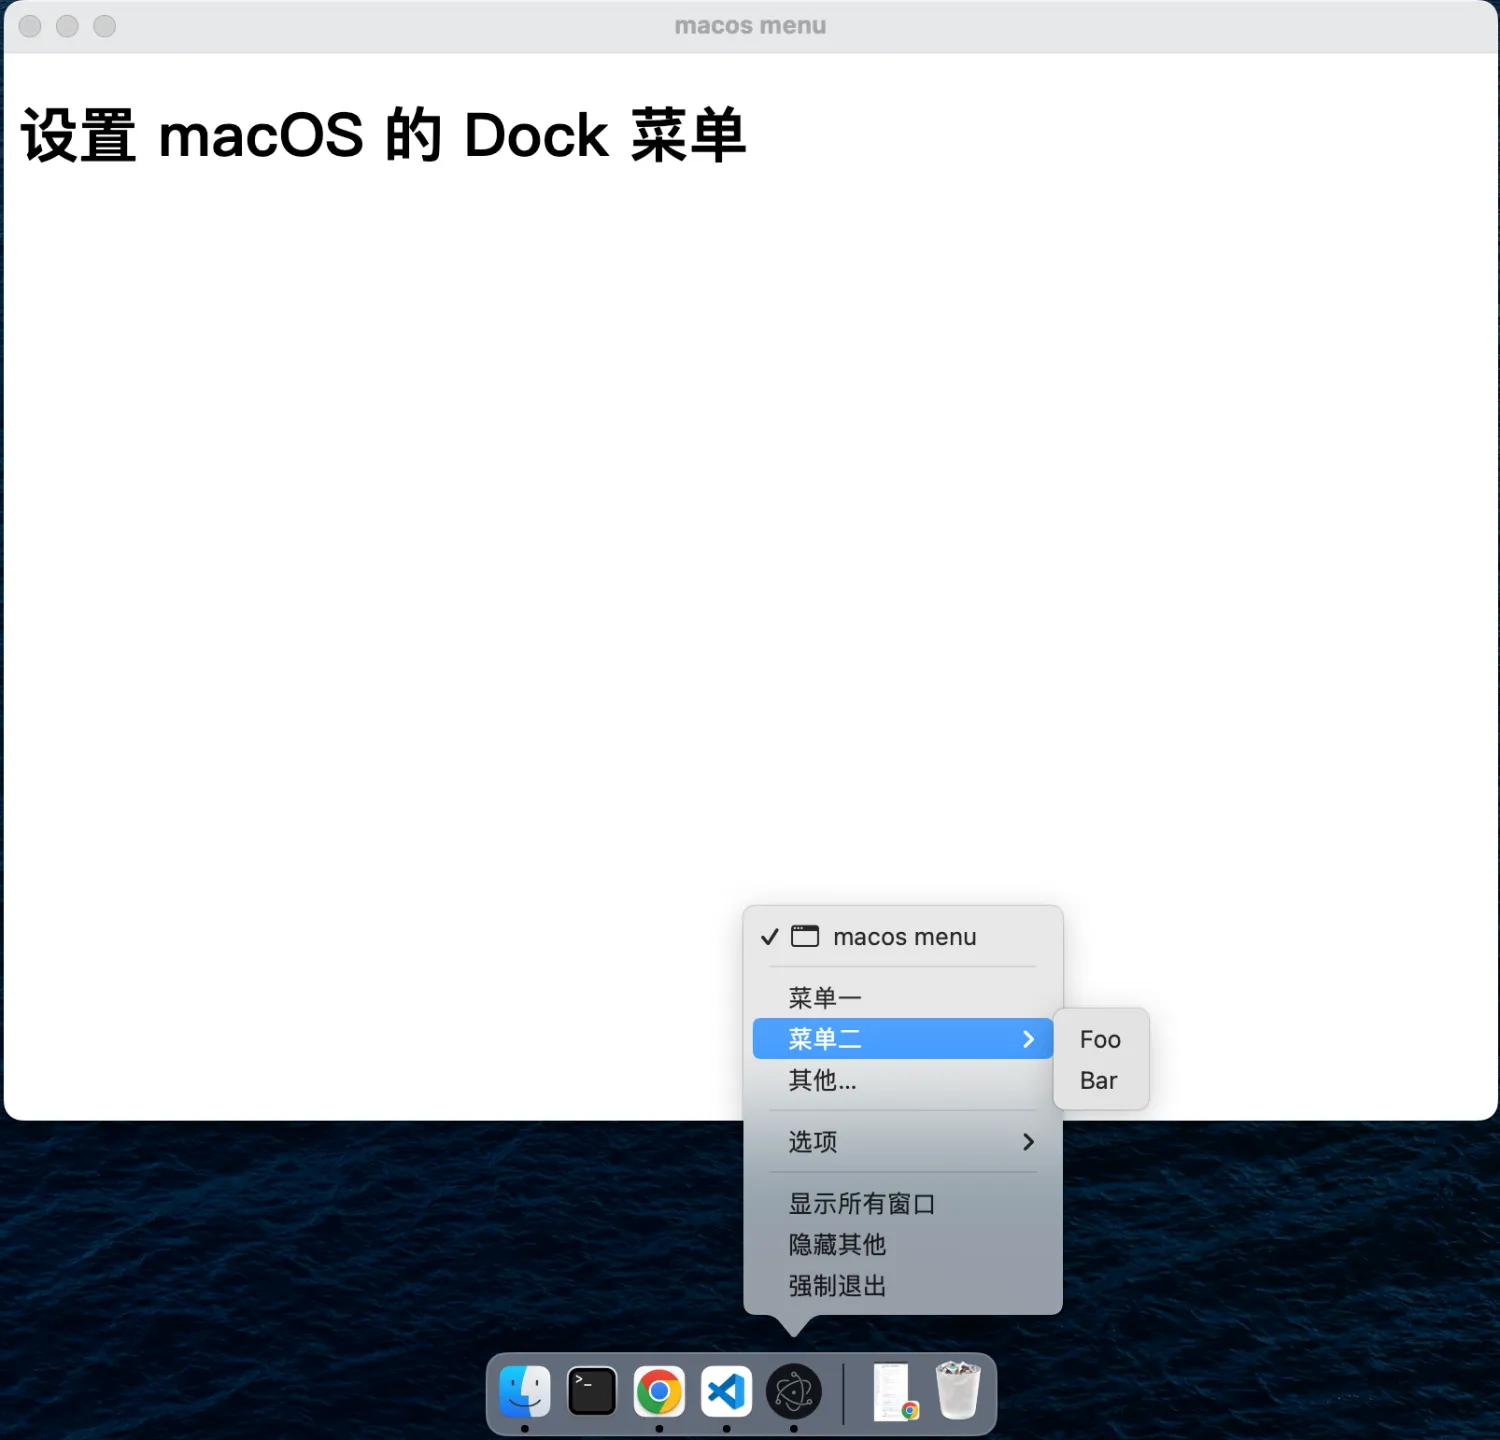 macos menu
设置 macOS 的 Dock 菜单
macos menu
菜单一
菜单二
Foo
其他...
Bar
选项
显示所有窗口
隐藏其他
强制退出
>_